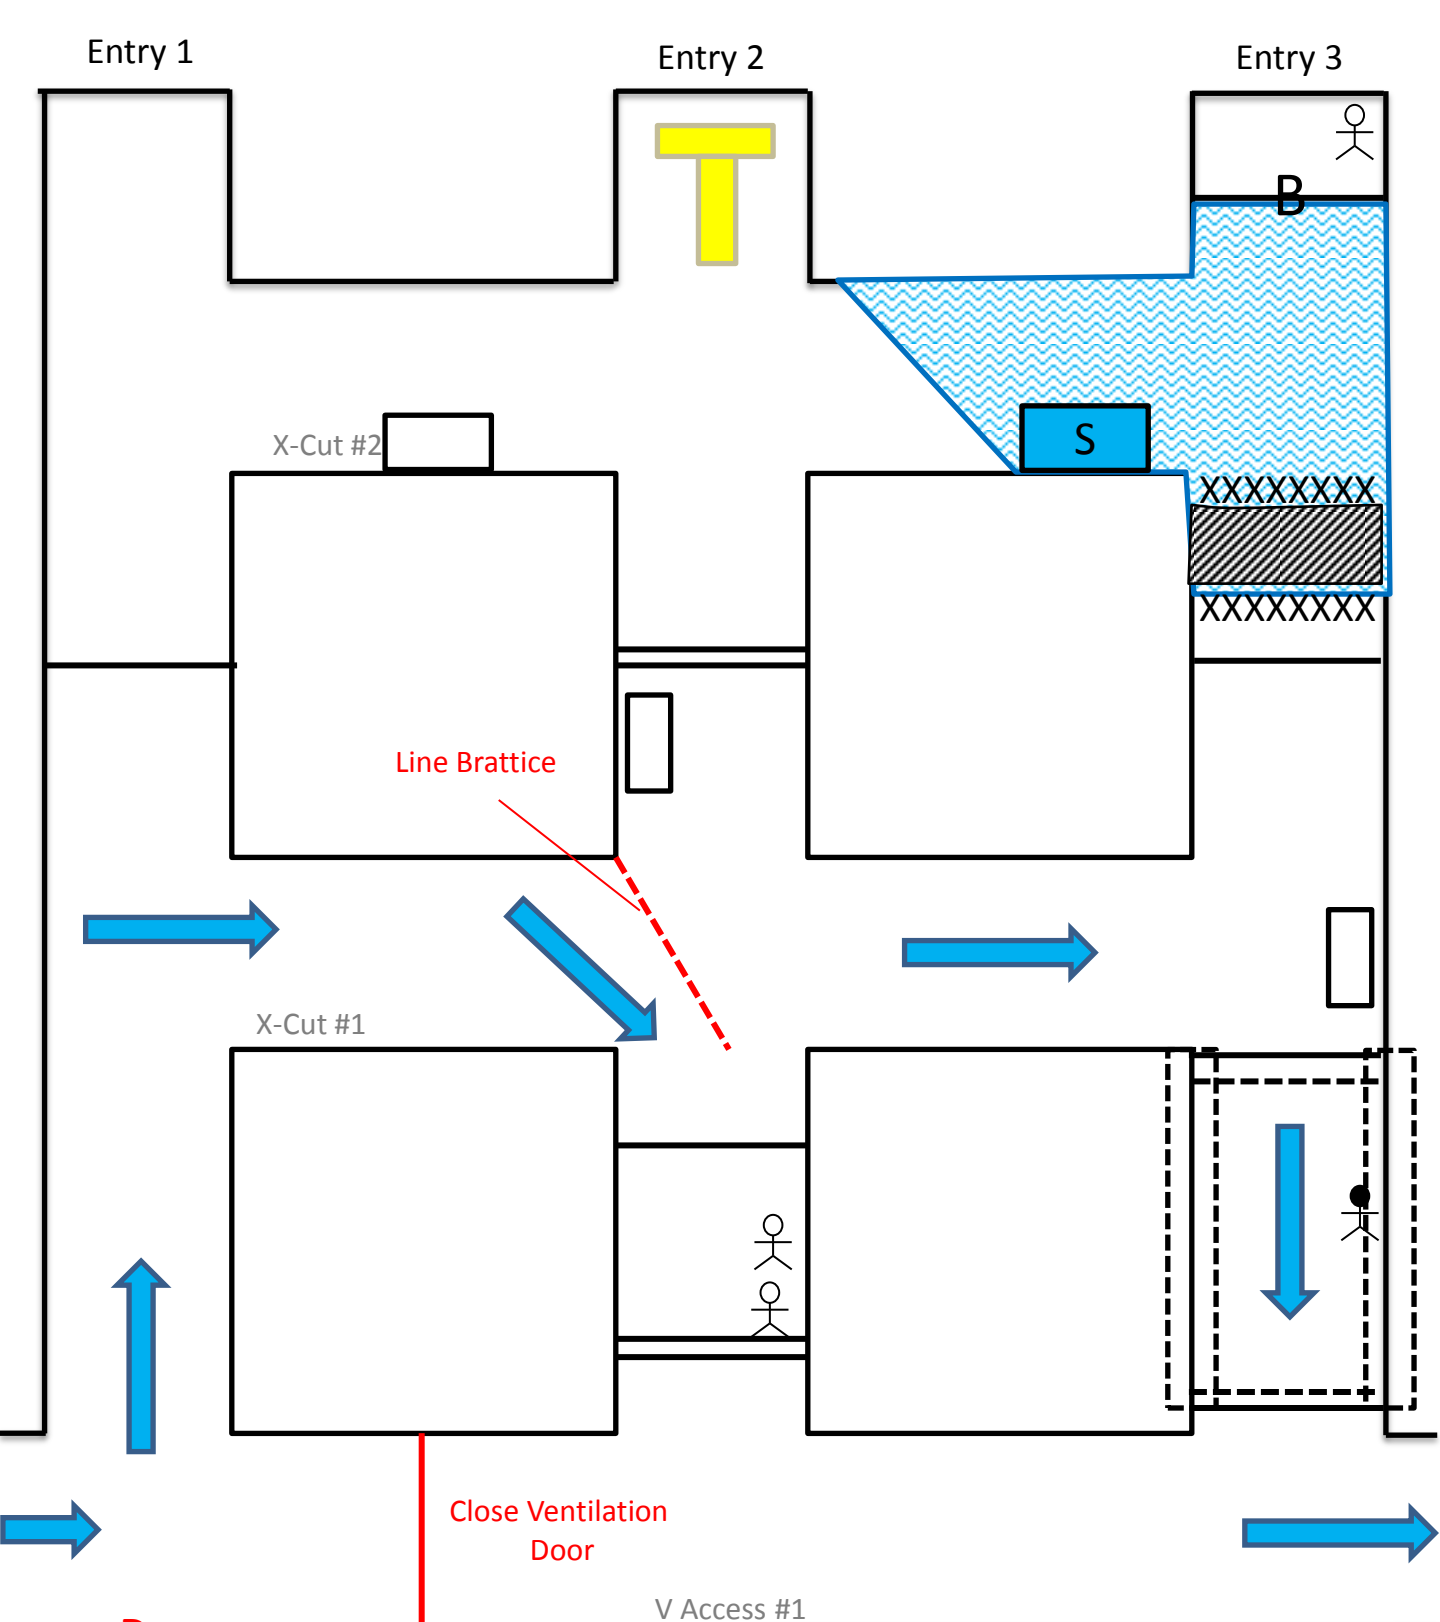 Entry 1
Entry 2
Entry 3
B
X-Cut #2
S
XXXXXXXX
XXXXXXXX
Line Brattice
X-Cut #1
Close Ventilation
Door
V Access #1